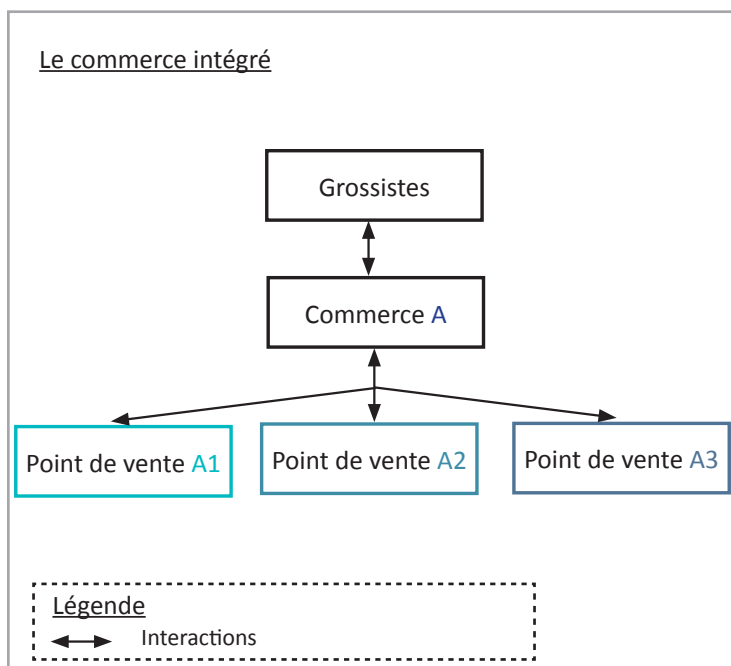 Le commerce intégré
Grossistes
Commerce A
Point de vente A1
Point de vente A2
Point de vente A3
Légende
Interactions